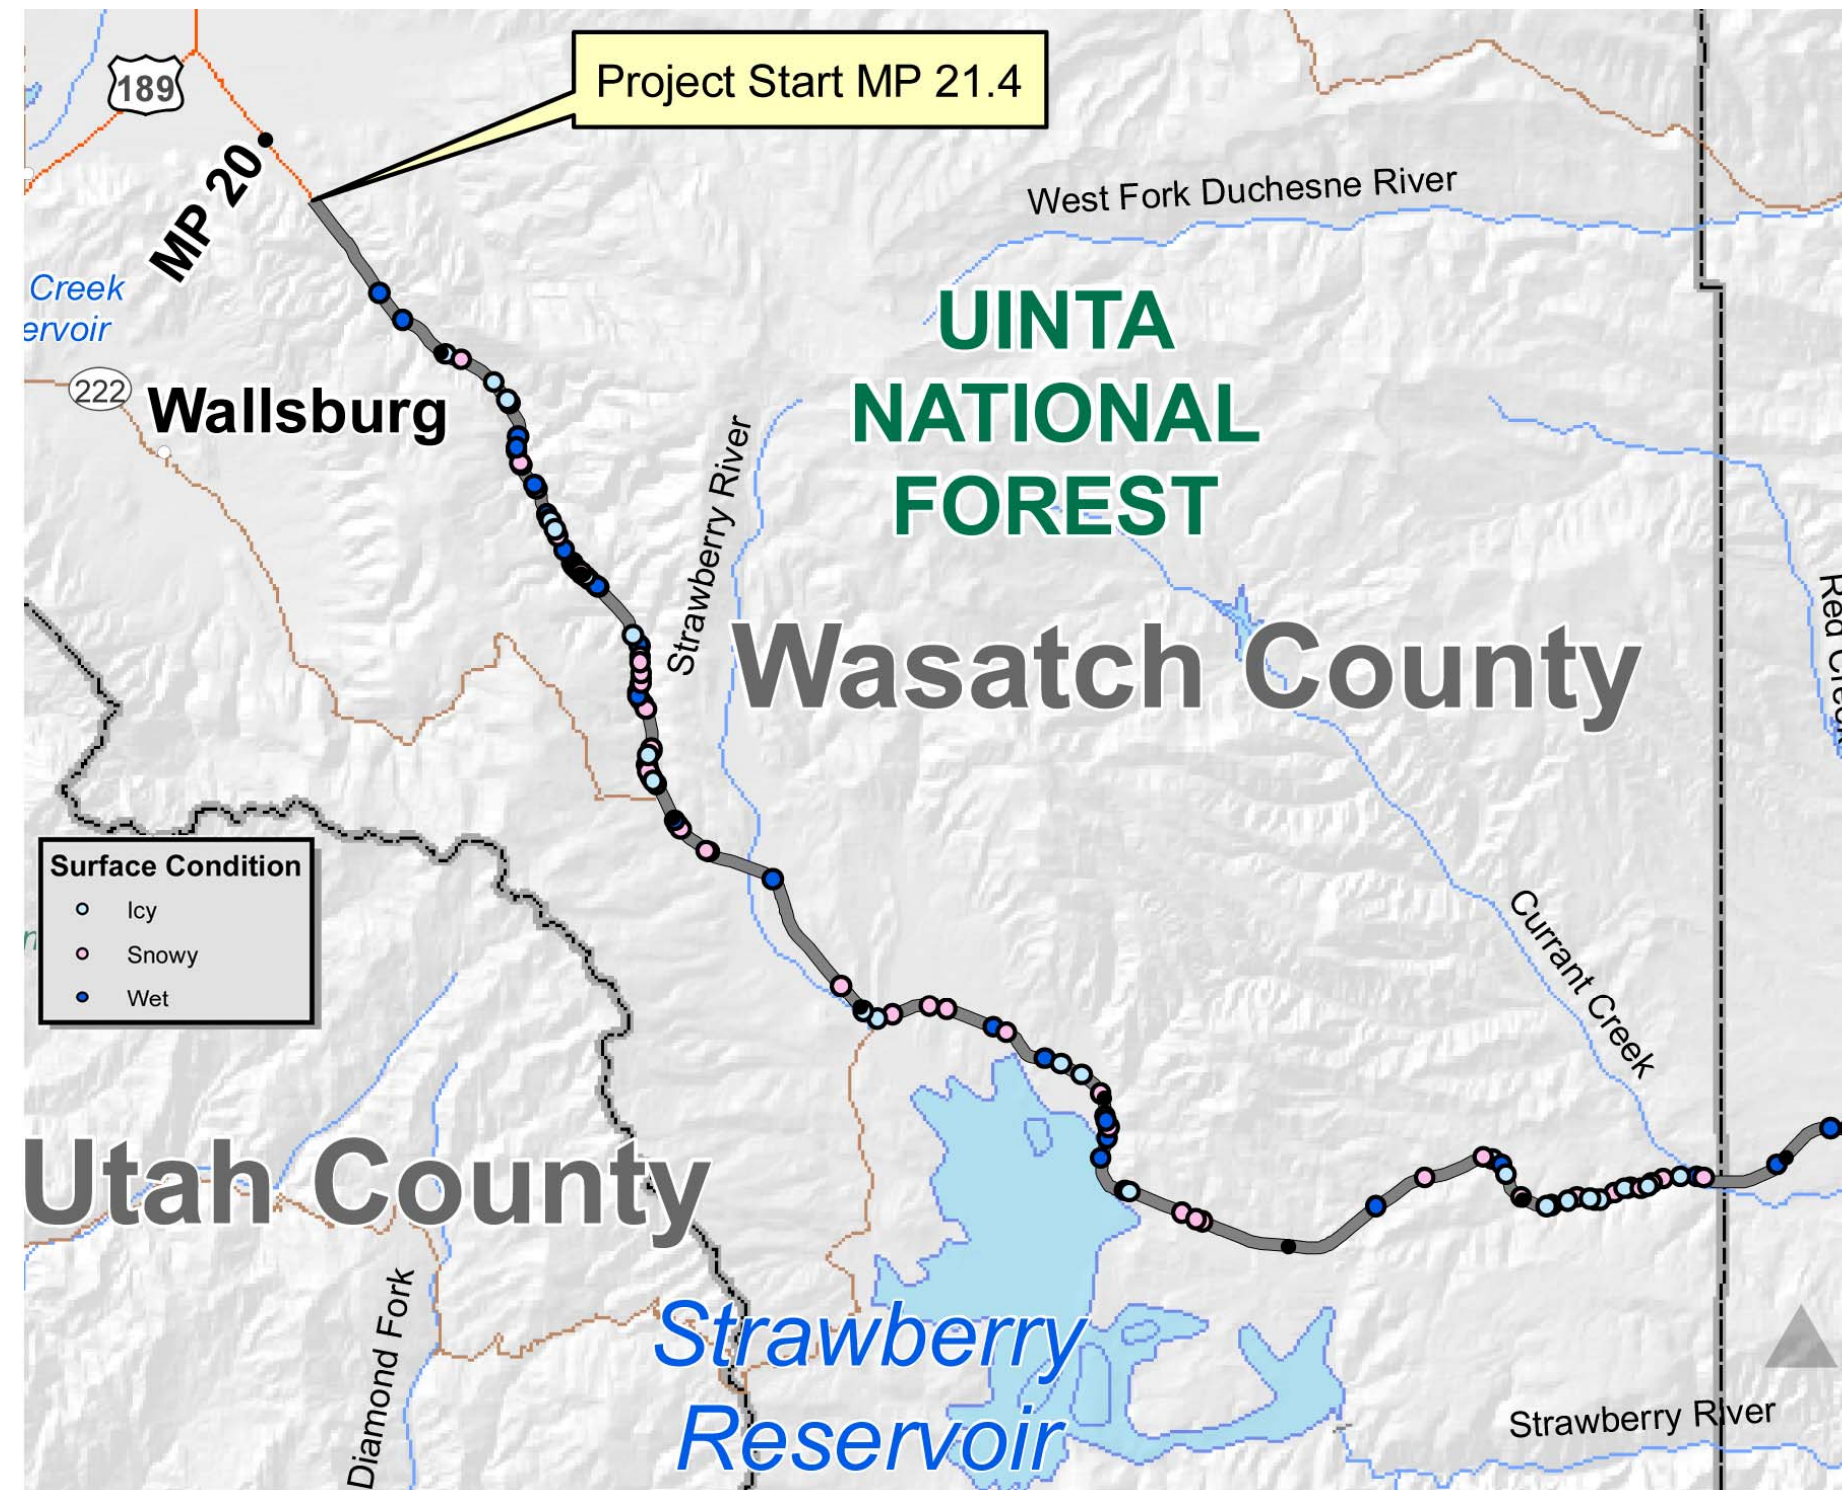 189
Project Start MP 21.4
MP 20
West Fork Duchesne River
Creek
ervoir
UINTA
NATIONAL
FOREST
222
Wallsburg
Strawberry River
Wasatch County
Surface Condition
Icy
Snowy
Wet
Currant Creek
Utah County
Diamond Fork
Strawberry
Reservoir
Strawberry River